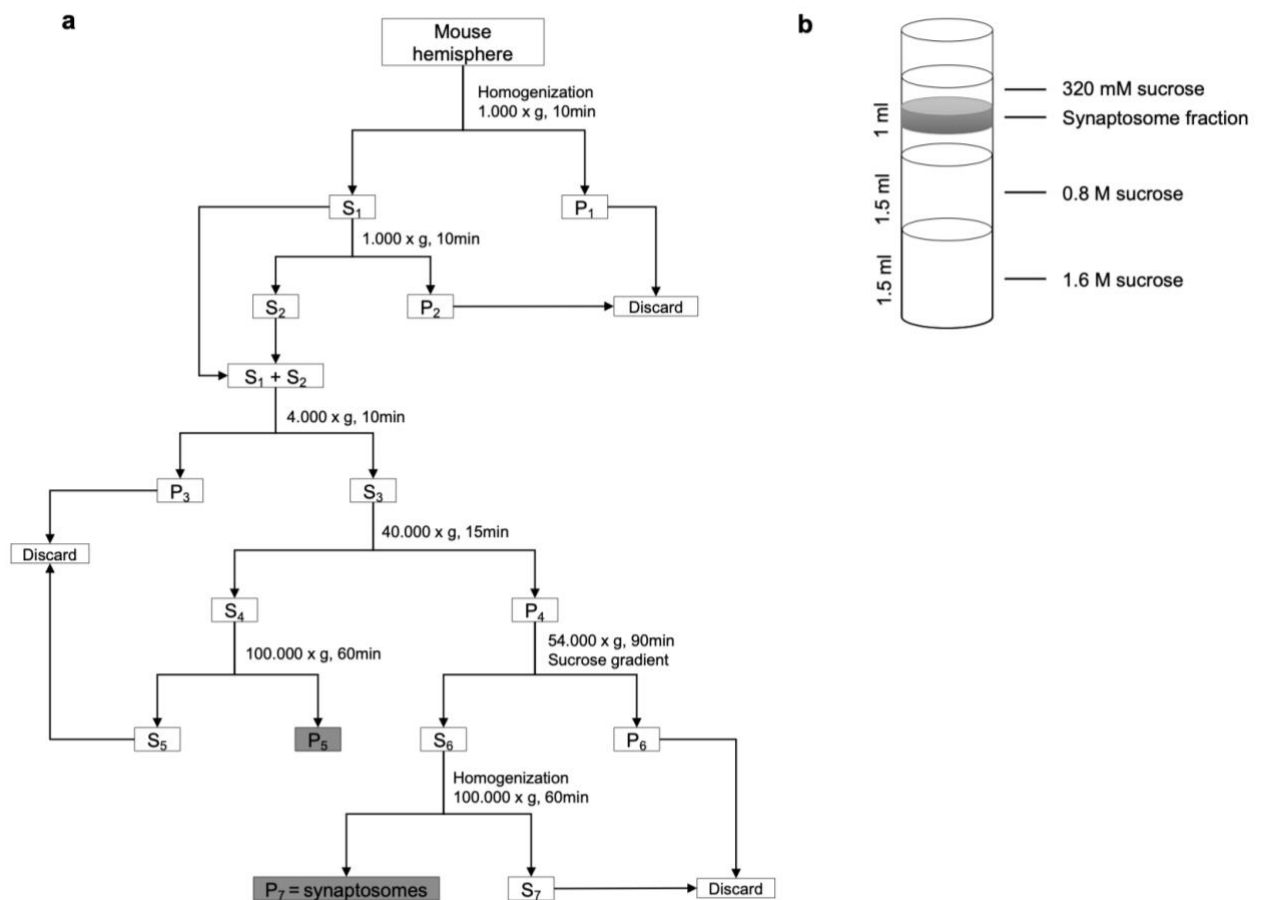 a
Mouse
hemisphere
Homogenization
1.000 x g, 10min
S₁
P₁
1.000 x g, 10min
S₂
P₂
Discard
S₁ + S₂
4.000 x g, 10min
P₃
S₃
Discard
40.000 x g, 15min
S₄
P₄
100.000 x g, 60min
54.000 x g, 90min
Sucrose gradient
S₅
P₅
S₆
P₆
Homogenization
100.000 x g, 60min
P₇ = synaptosomes
S₇
Discard
b
1 ml
1.5 ml
1.5 ml
320 mM sucrose
Synaptosome fraction
0.8 M sucrose
1.6 M sucrose